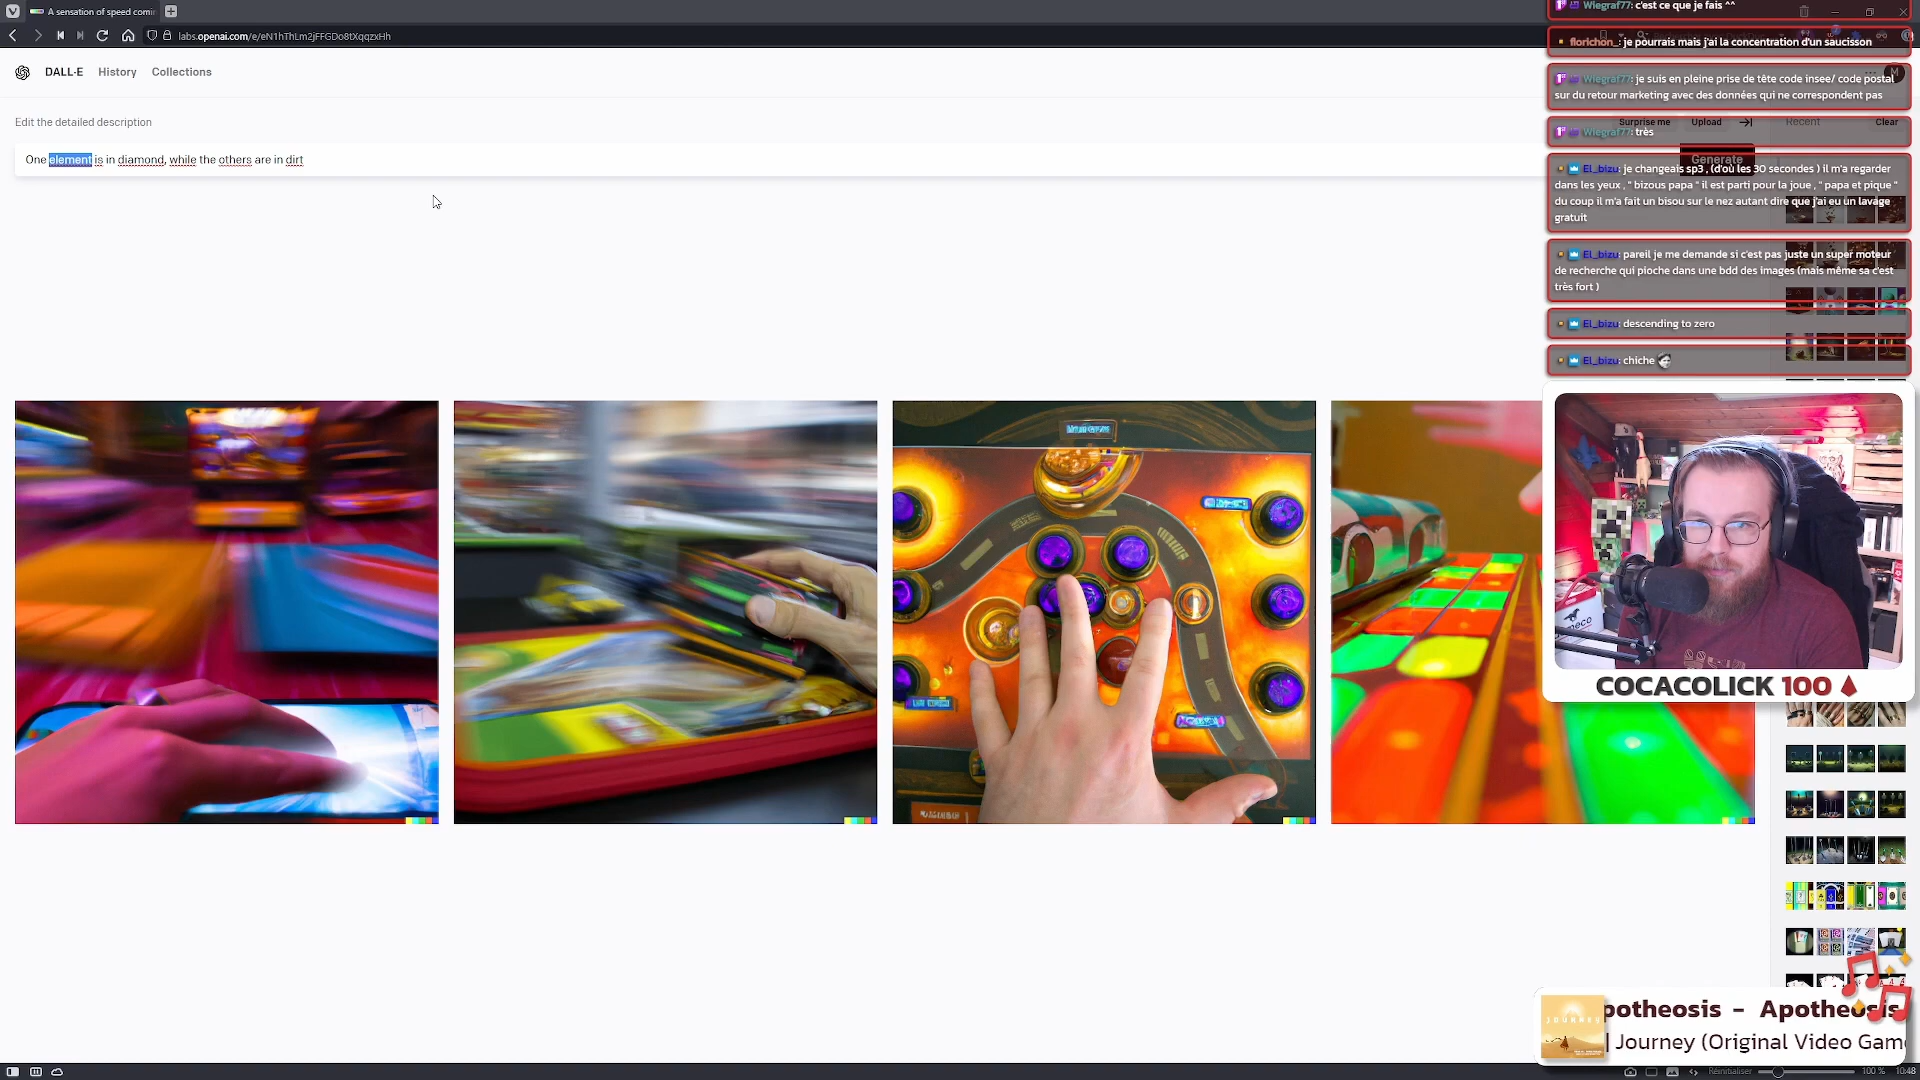 A sensation of speed comi
labs.openai.com/e/eN1hThLm2jFFGDo8tXqqzxHh
DALL·E History Collections
Edit the detailed description
Surprise me Upload Recent Clear
One element is in diamond, while the others are in dirt
Generate
Wiegraf77: c'est ce que je fais ^^
florichon_: je pourrais mais j'ai la concentration d'un saucisson
Wiegraf77: je suis en pleine prise de tête code insee/ code postal
sur du retour marketing avec des données qui ne correspondent pas
Wiegraf77: très
El_bizu: je changeais sp3 , (d'où les 30 secondes ) il m'a regarder
dans les yeux , " bizous papa " il est parti pour la joue , " papa et pique "
du coup il m'a fait un bisou sur le nez autant dire que j'ai eu un lavage
gratuit
El_bizu: pareil je me demande si c'est pas juste un super moteur
de recherche qui pioche dans une bdd des images (mais même sa c'est
très fort )
El_bizu: descending to zero
El_bizu: chiche
COCACOLICK 100
potheosis - Apotheosis
JOURNEY
| Journey (Original Video Gam
Réinitialiser 100 % 10:48